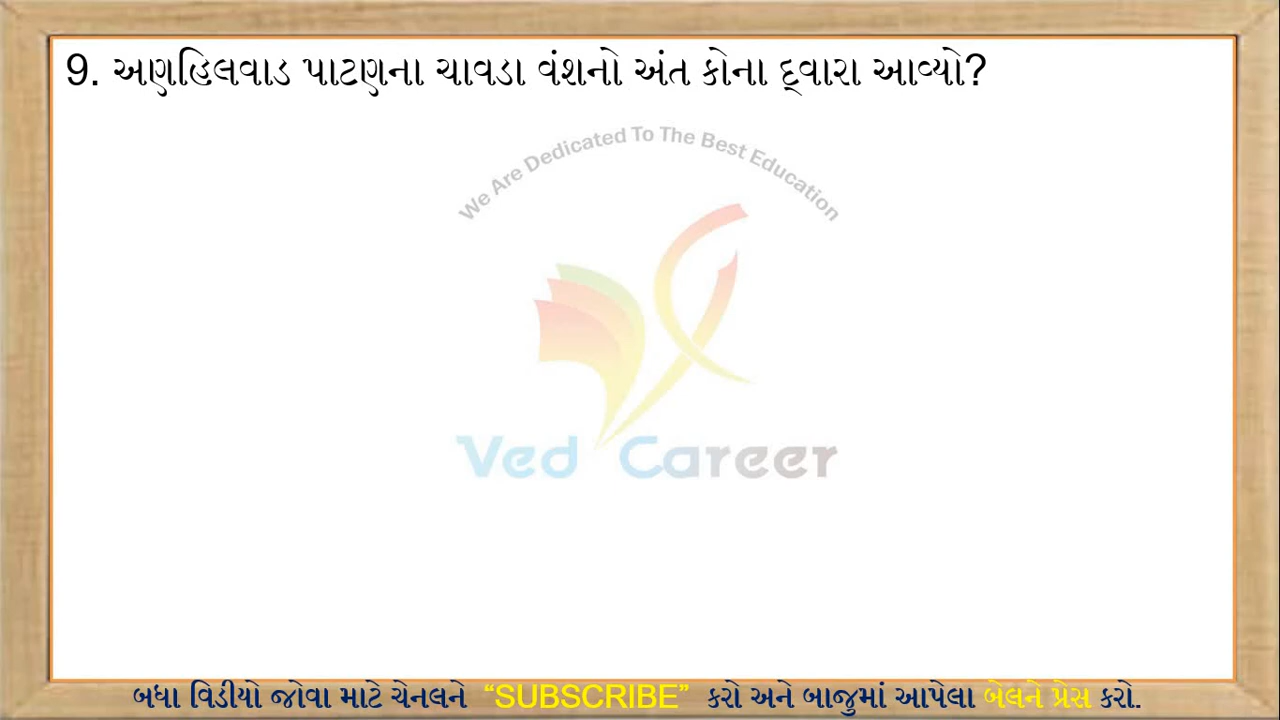 9. અણહિલવાડ પાટણના ચાવડા વંશનો અંત કોના દ્વારા આવ્યો?
We Are Dedicated To The Best Education
Ved Career
બધા વિડીયો જોવા માટે ચેનલને “SUBSCRIBE” કરો અને બાજુમાં આપેલા બેલને પ્રેસ કરો.